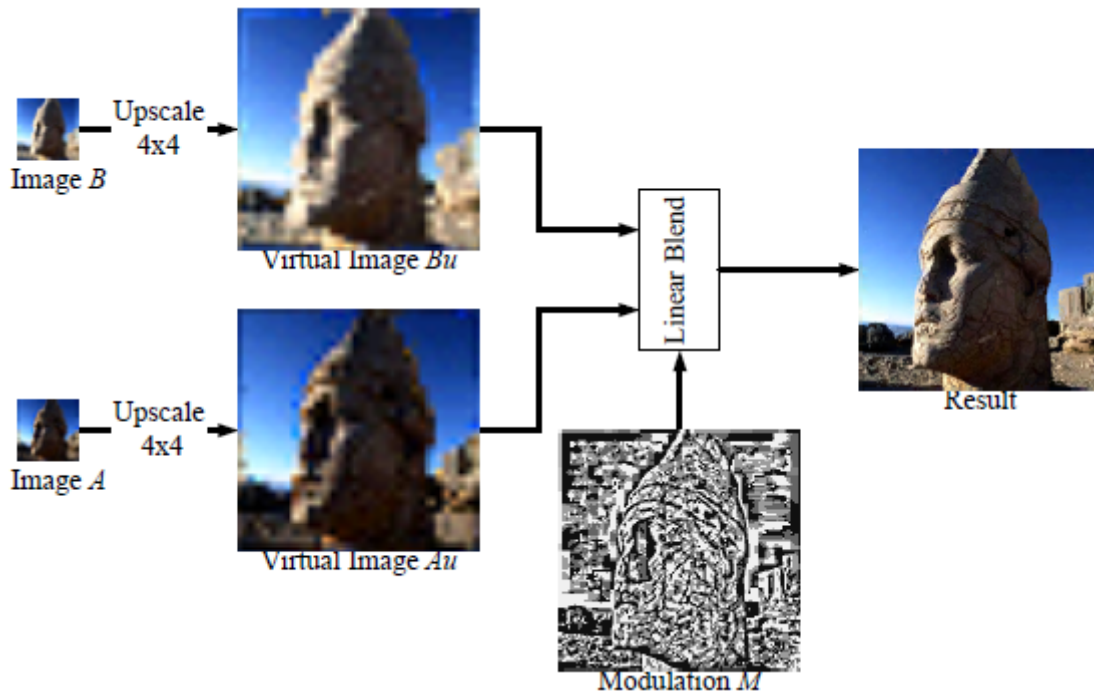 Upscale
4x4
Image B
Virtual Image Bu
Linear Blend
Result
Upscale
4x4
Image A
Virtual Image Au
Modulation M